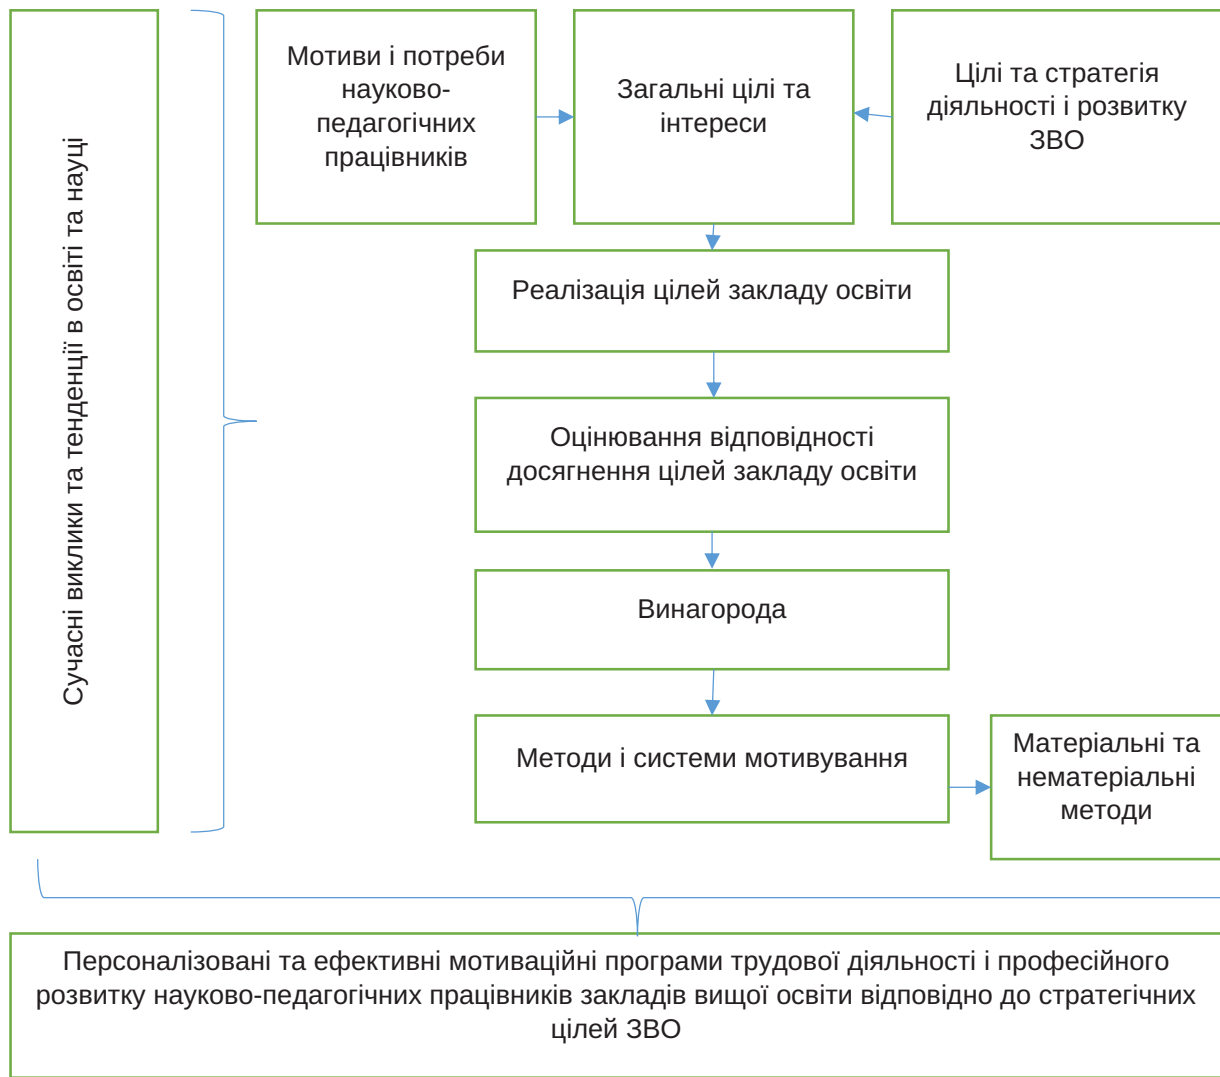 Сучасні виклики та тенденції в освіті та науці
Мотиви і потреби
науково-
педагогічних
працівників
Загальні цілі та
інтереси
Цілі та стратегія
діяльності і розвитку
ЗВО
Реалізація цілей закладу освіти
Оцінювання відповідності
досягнення цілей закладу освіти
Винагорода
Методи і системи мотивування
Матеріальні та
нематеріальні
методи
Персоналізовані та ефективні мотиваційні програми трудової діяльності і професійного
розвитку науково-педагогічних працівників закладів вищої освіти відповідно до стратегічних
цілей ЗВО